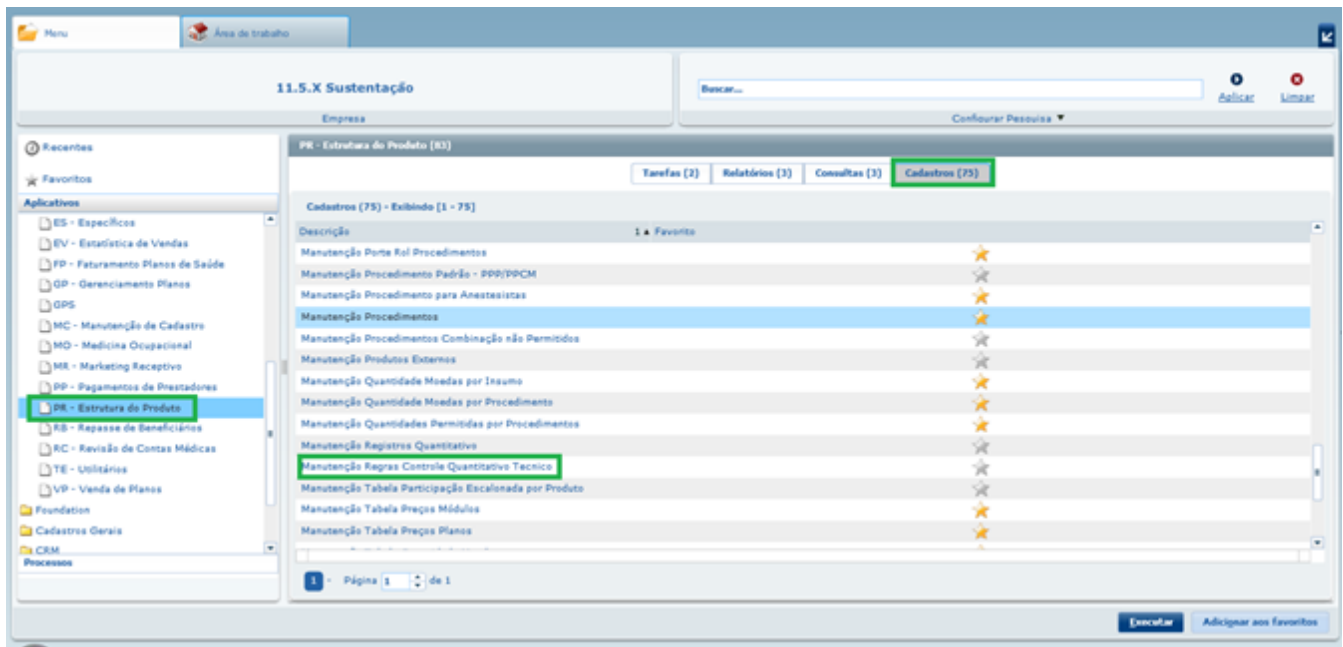 Menu
Área de trabalho
11.5.X Sustentação
Empresa
Buscar...
Aplicar
Limpar
Configurar Pesquisa ▼
Recentes
Favoritos
Aplicativos
ES - Específicos
EV - Estatística de Vendas
FP - Faturamento Planos de Saúde
GP - Gerenciamento Planos
GPS
MC - Manutenção de Cadastro
MO - Medicina Ocupacional
MR - Marketing Receptivo
PP - Pagamentos de Prestadores
PR - Estrutura do Produto
RB - Repasse de Beneficiários
RC - Revisão de Contas Médicas
TE - Utilitários
VP - Venda de Planos
Foundation
Cadastros Gerais
CRM
Processos
PR - Estrutura do Produto (83)
Tarefas (2) Relatórios (3) Consultas (3) Cadastros (75)
Cadastros (75) - Exibindo [1 - 75]
Descrição 1 ▲ Favorito
Manutenção Porte Rol Procedimentos
Manutenção Procedimento Padrão - PPP/PPCM
Manutenção Procedimento para Anestesistas
Manutenção Procedimentos
Manutenção Procedimentos Combinação não Permitidos
Manutenção Produtos Externos
Manutenção Quantidade Moedas por Insumo
Manutenção Quantidade Moedas por Procedimento
Manutenção Quantidades Permitidas por Procedimentos
Manutenção Registros Quantitativo
Manutenção Regras Controle Quantitativo Tecnico
Manutenção Tabela Participação Escalonada por Produto
Manutenção Tabela Preços Módulos
Manutenção Tabela Preços Planos
1 - Página 1 de 1
Executar
Adicionar aos favoritos